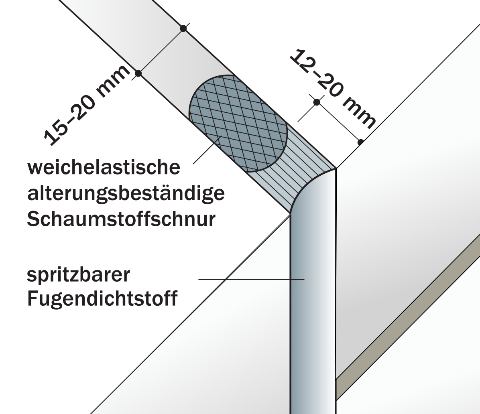 15–20 mm
12–20 mm
weichelastische
alterungsbeständige
Schaumstoffschnur
spritzbarer
Fugendichtstoff